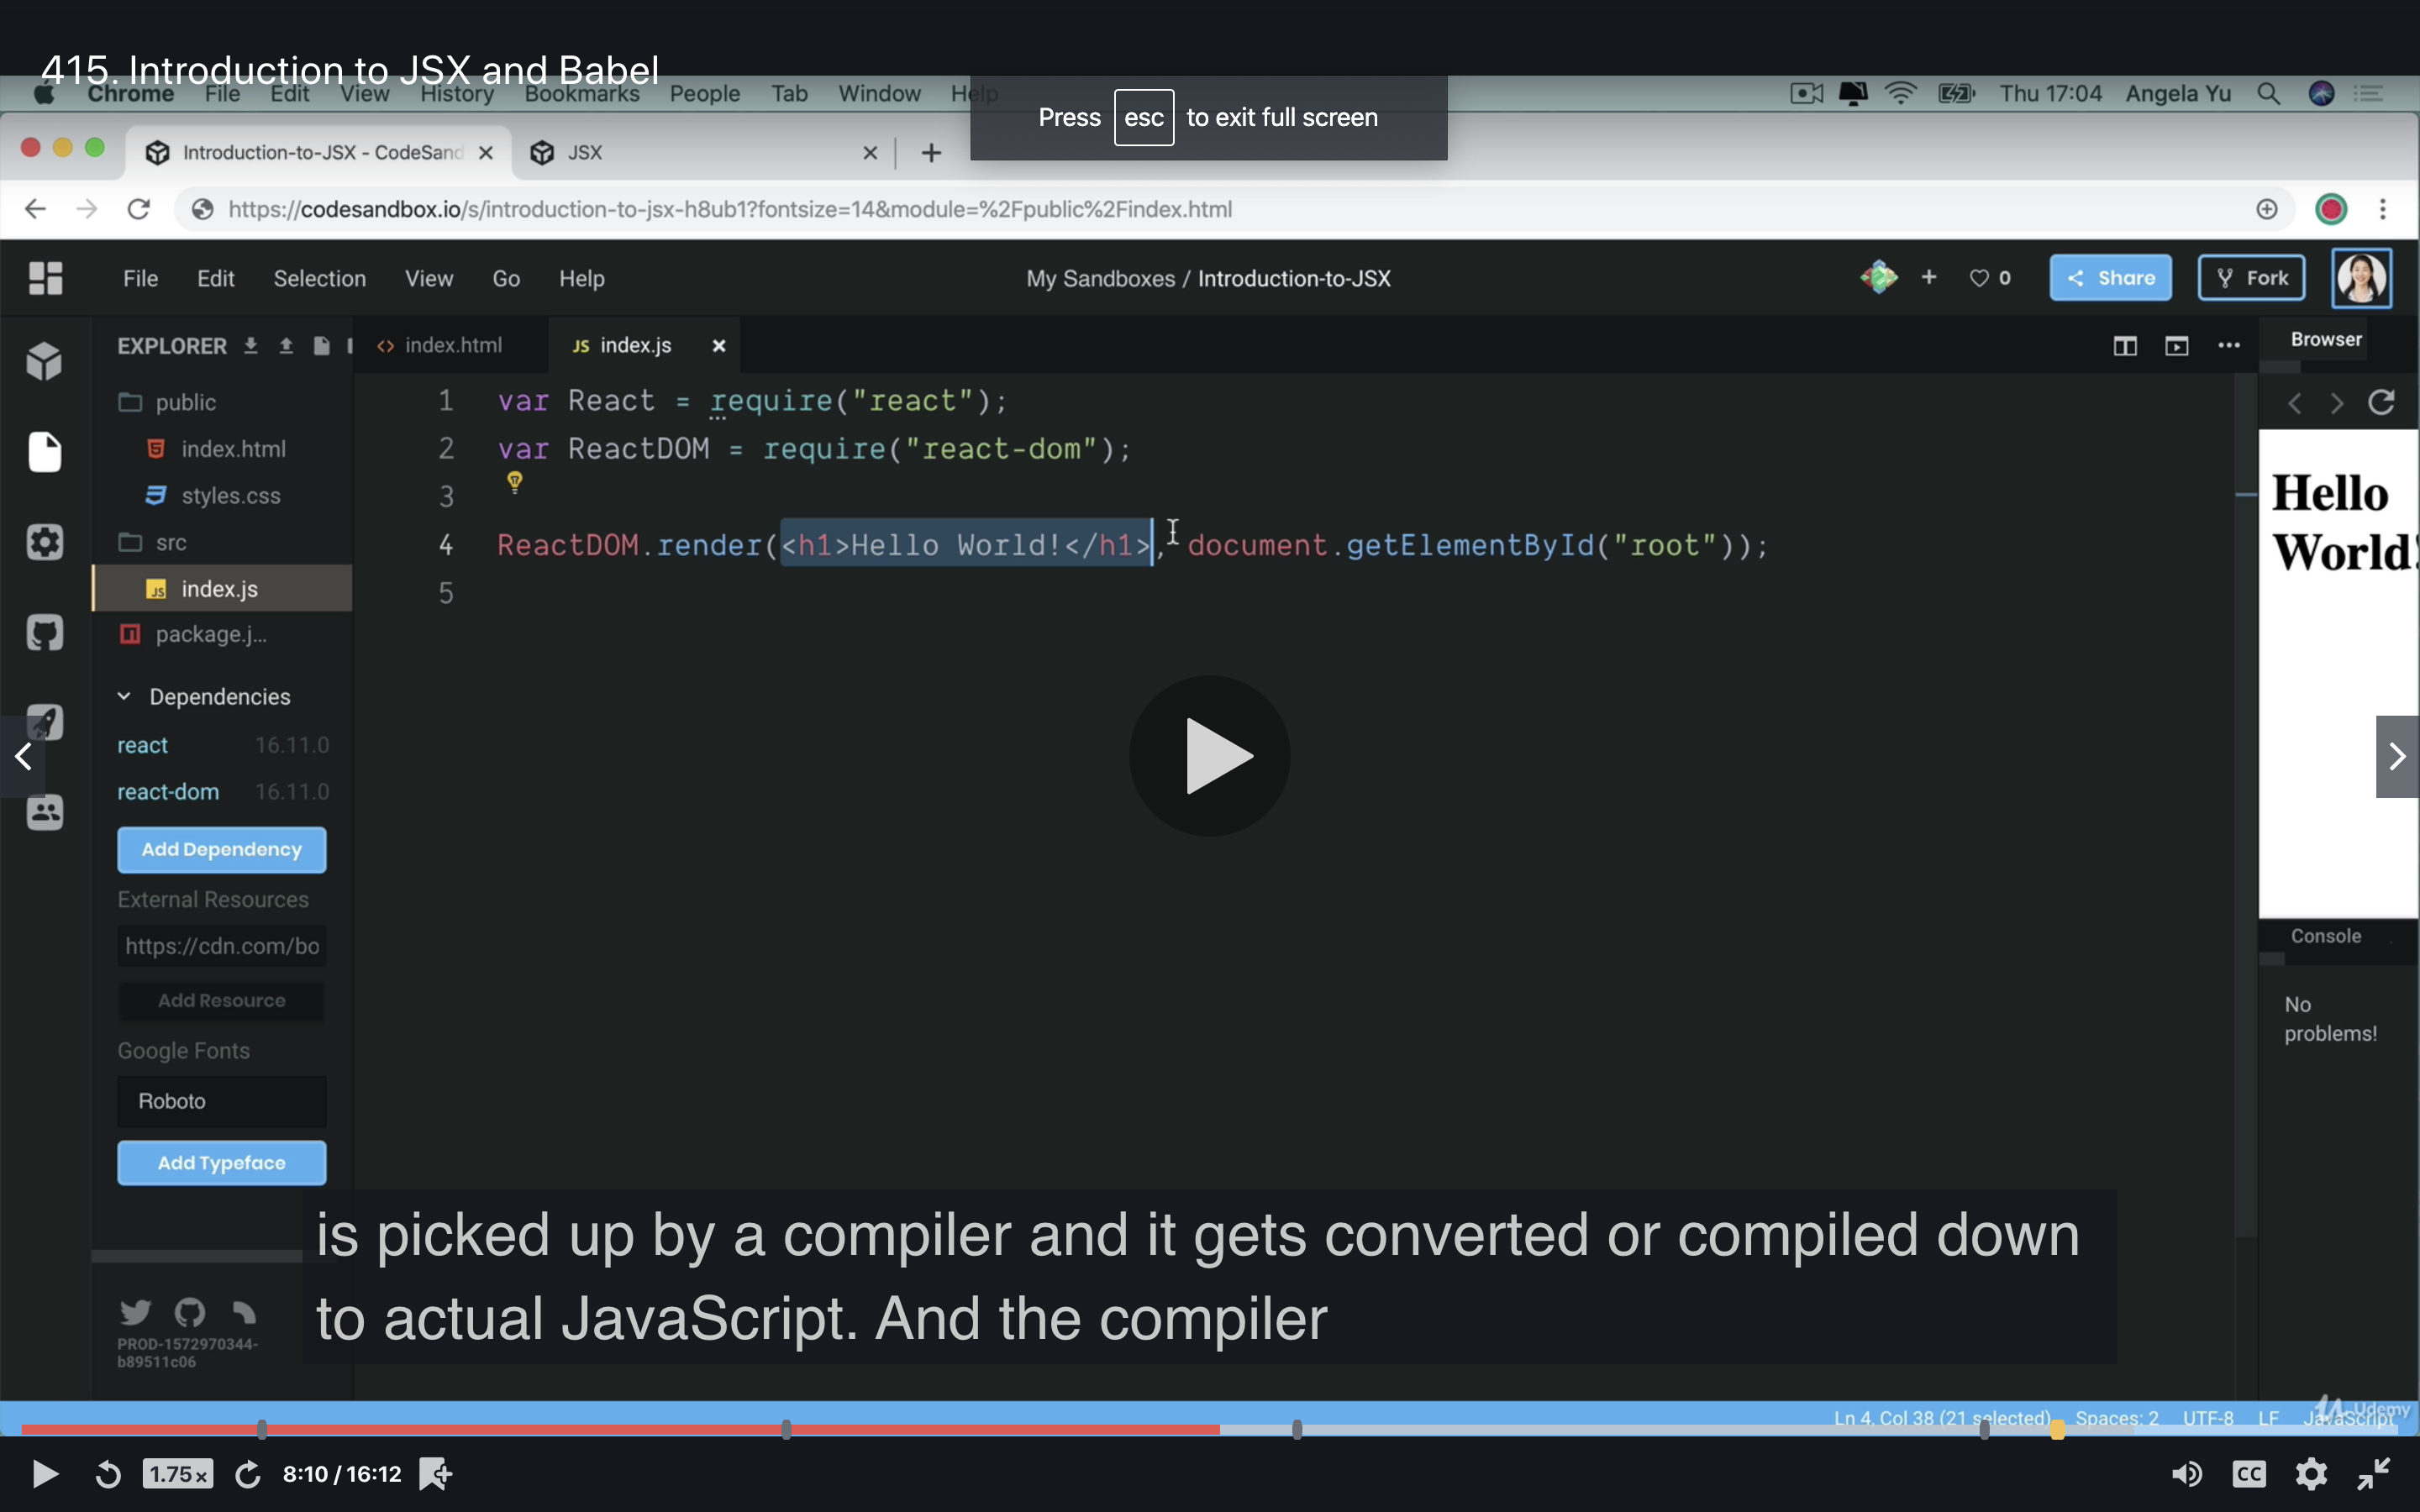 415. Introduction to JSX and Babel
Chrome File Edit View History Bookmarks People Tab Window Help
Thu 17:04 Angela Yu
Press esc to exit full screen
Introduction-to-JSX - CodeSand
JSX
https://codesandbox.io/s/introduction-to-jsx-h8ub1?fontsize=14&module=%2Fpublic%2Findex.html
File Edit Selection View Go Help
My Sandboxes / Introduction-to-JSX
0
Share
Fork
EXPLORER
index.html
JS index.js
Browser
public
index.html
styles.css
src
JS index.js
package.j...
Dependencies
react 16.11.0
react-dom 16.11.0
Add Dependency
External Resources
https://cdn.com/bo
Add Resource
Google Fonts
Roboto
Add Typeface
PROD-1572970344-
b89511c06
1 var React = require("react");
2 var ReactDOM = require("react-dom");
3
4 ReactDOM.render(<h1>Hello World!</h1>, document.getElementById("root"));
5
Hello
World!
Console
No
problems!
is picked up by a compiler and it gets converted or compiled down
to actual JavaScript. And the compiler
Ln 4, Col 38 (21 selected) Spaces: 2 UTF-8 LF JavaScript
Udemy
1.75x
8:10 / 16:12
CC